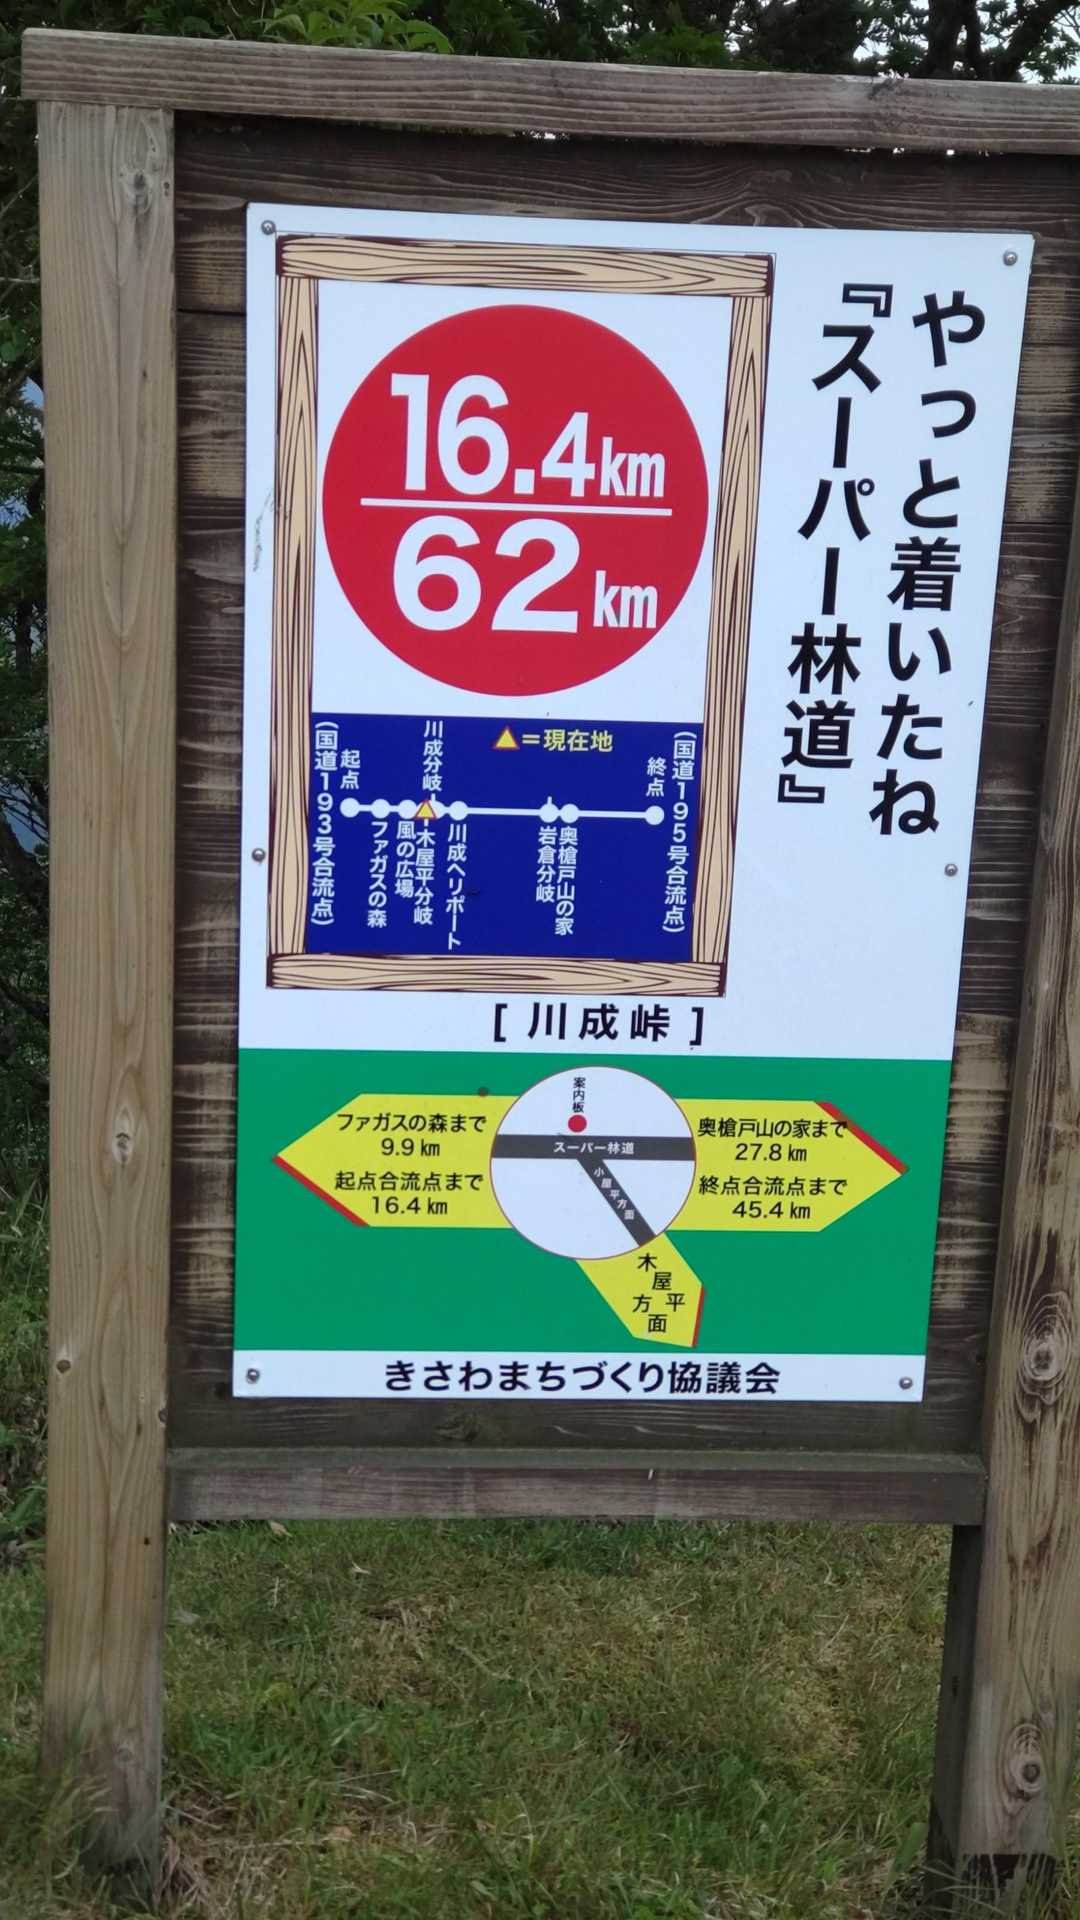 やっと着いたね
『スーパー林道』
16.4km
62km
▲=現在地
(国道193号合流点)
起点
ファガスの森
風の広場
川成分岐
木屋平分岐
川成ヘリポート
岩倉分岐
奥槍戸山の家
終点
(国道195号合流点)
[川成峠]
ファガスの森まで
9.9km
起点合流点まで
16.4km
案内板
スーパー林道
小屋平方面
奥槍戸山の家まで
27.8km
終点合流点まで
45.4km
木屋平方面
きさわまちづくり協議会